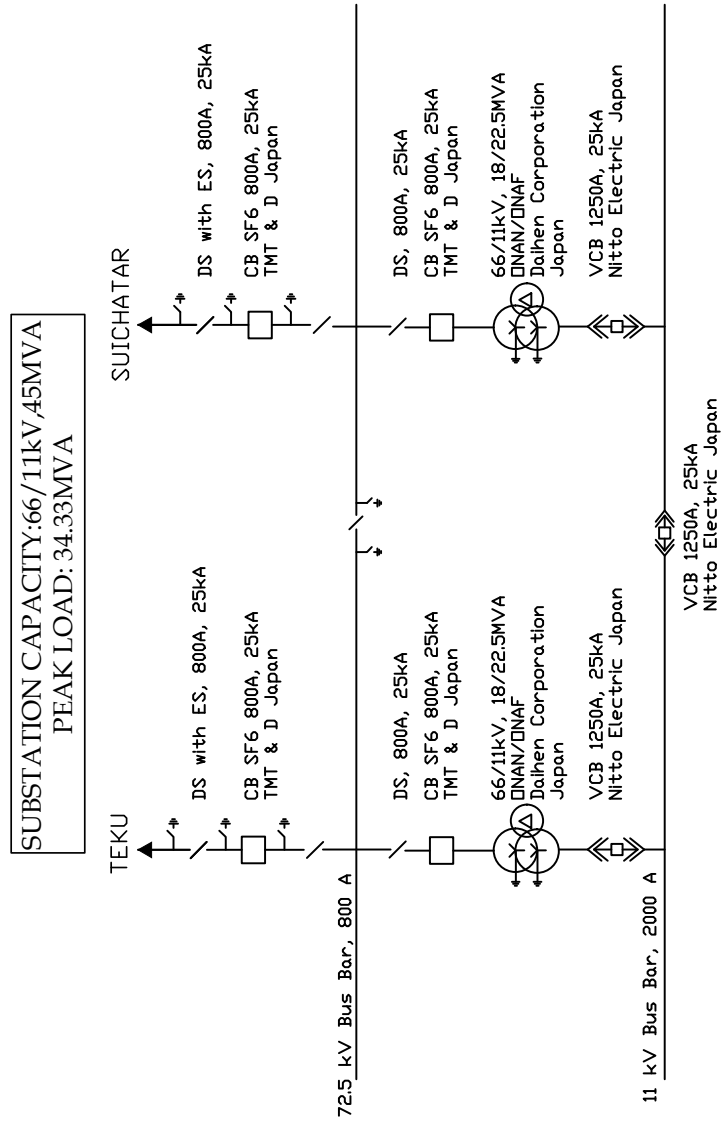 SUBSTATION CAPACITY:66/11kV,45MVA
PEAK LOAD: 34.33MVA
TEKU
SUICHATAR
DS with ES, 800A, 25kA
CB SF6 800A, 25kA
TMT & D Japan
DS with ES, 800A, 25kA
CB SF6 800A, 25kA
TMT & D Japan
72.5 kV Bus Bar, 800 A
DS, 800A, 25kA
CB SF6 800A, 25kA
TMT & D Japan
66/11kV, 18/22.5MVA
ONAN/ONAF
Daihen Corporation
Japan
VCB 1250A, 25kA
Nitto Electric Japan
DS, 800A, 25kA
CB SF6 800A, 25kA
TMT & D Japan
66/11kV, 18/22.5MVA
ONAN/ONAF
Daihen Corporation
Japan
VCB 1250A, 25kA
Nitto Electric Japan
11 kV Bus Bar, 2000 A
VCB 1250A, 25kA
Nitto Electric Japan